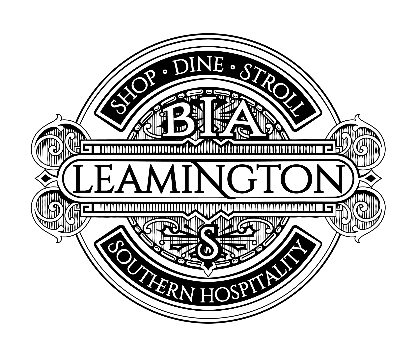 SHOP · DINE · STROLL
BIA
LEAMINGTON
S
SOUTHERN HOSPITALITY